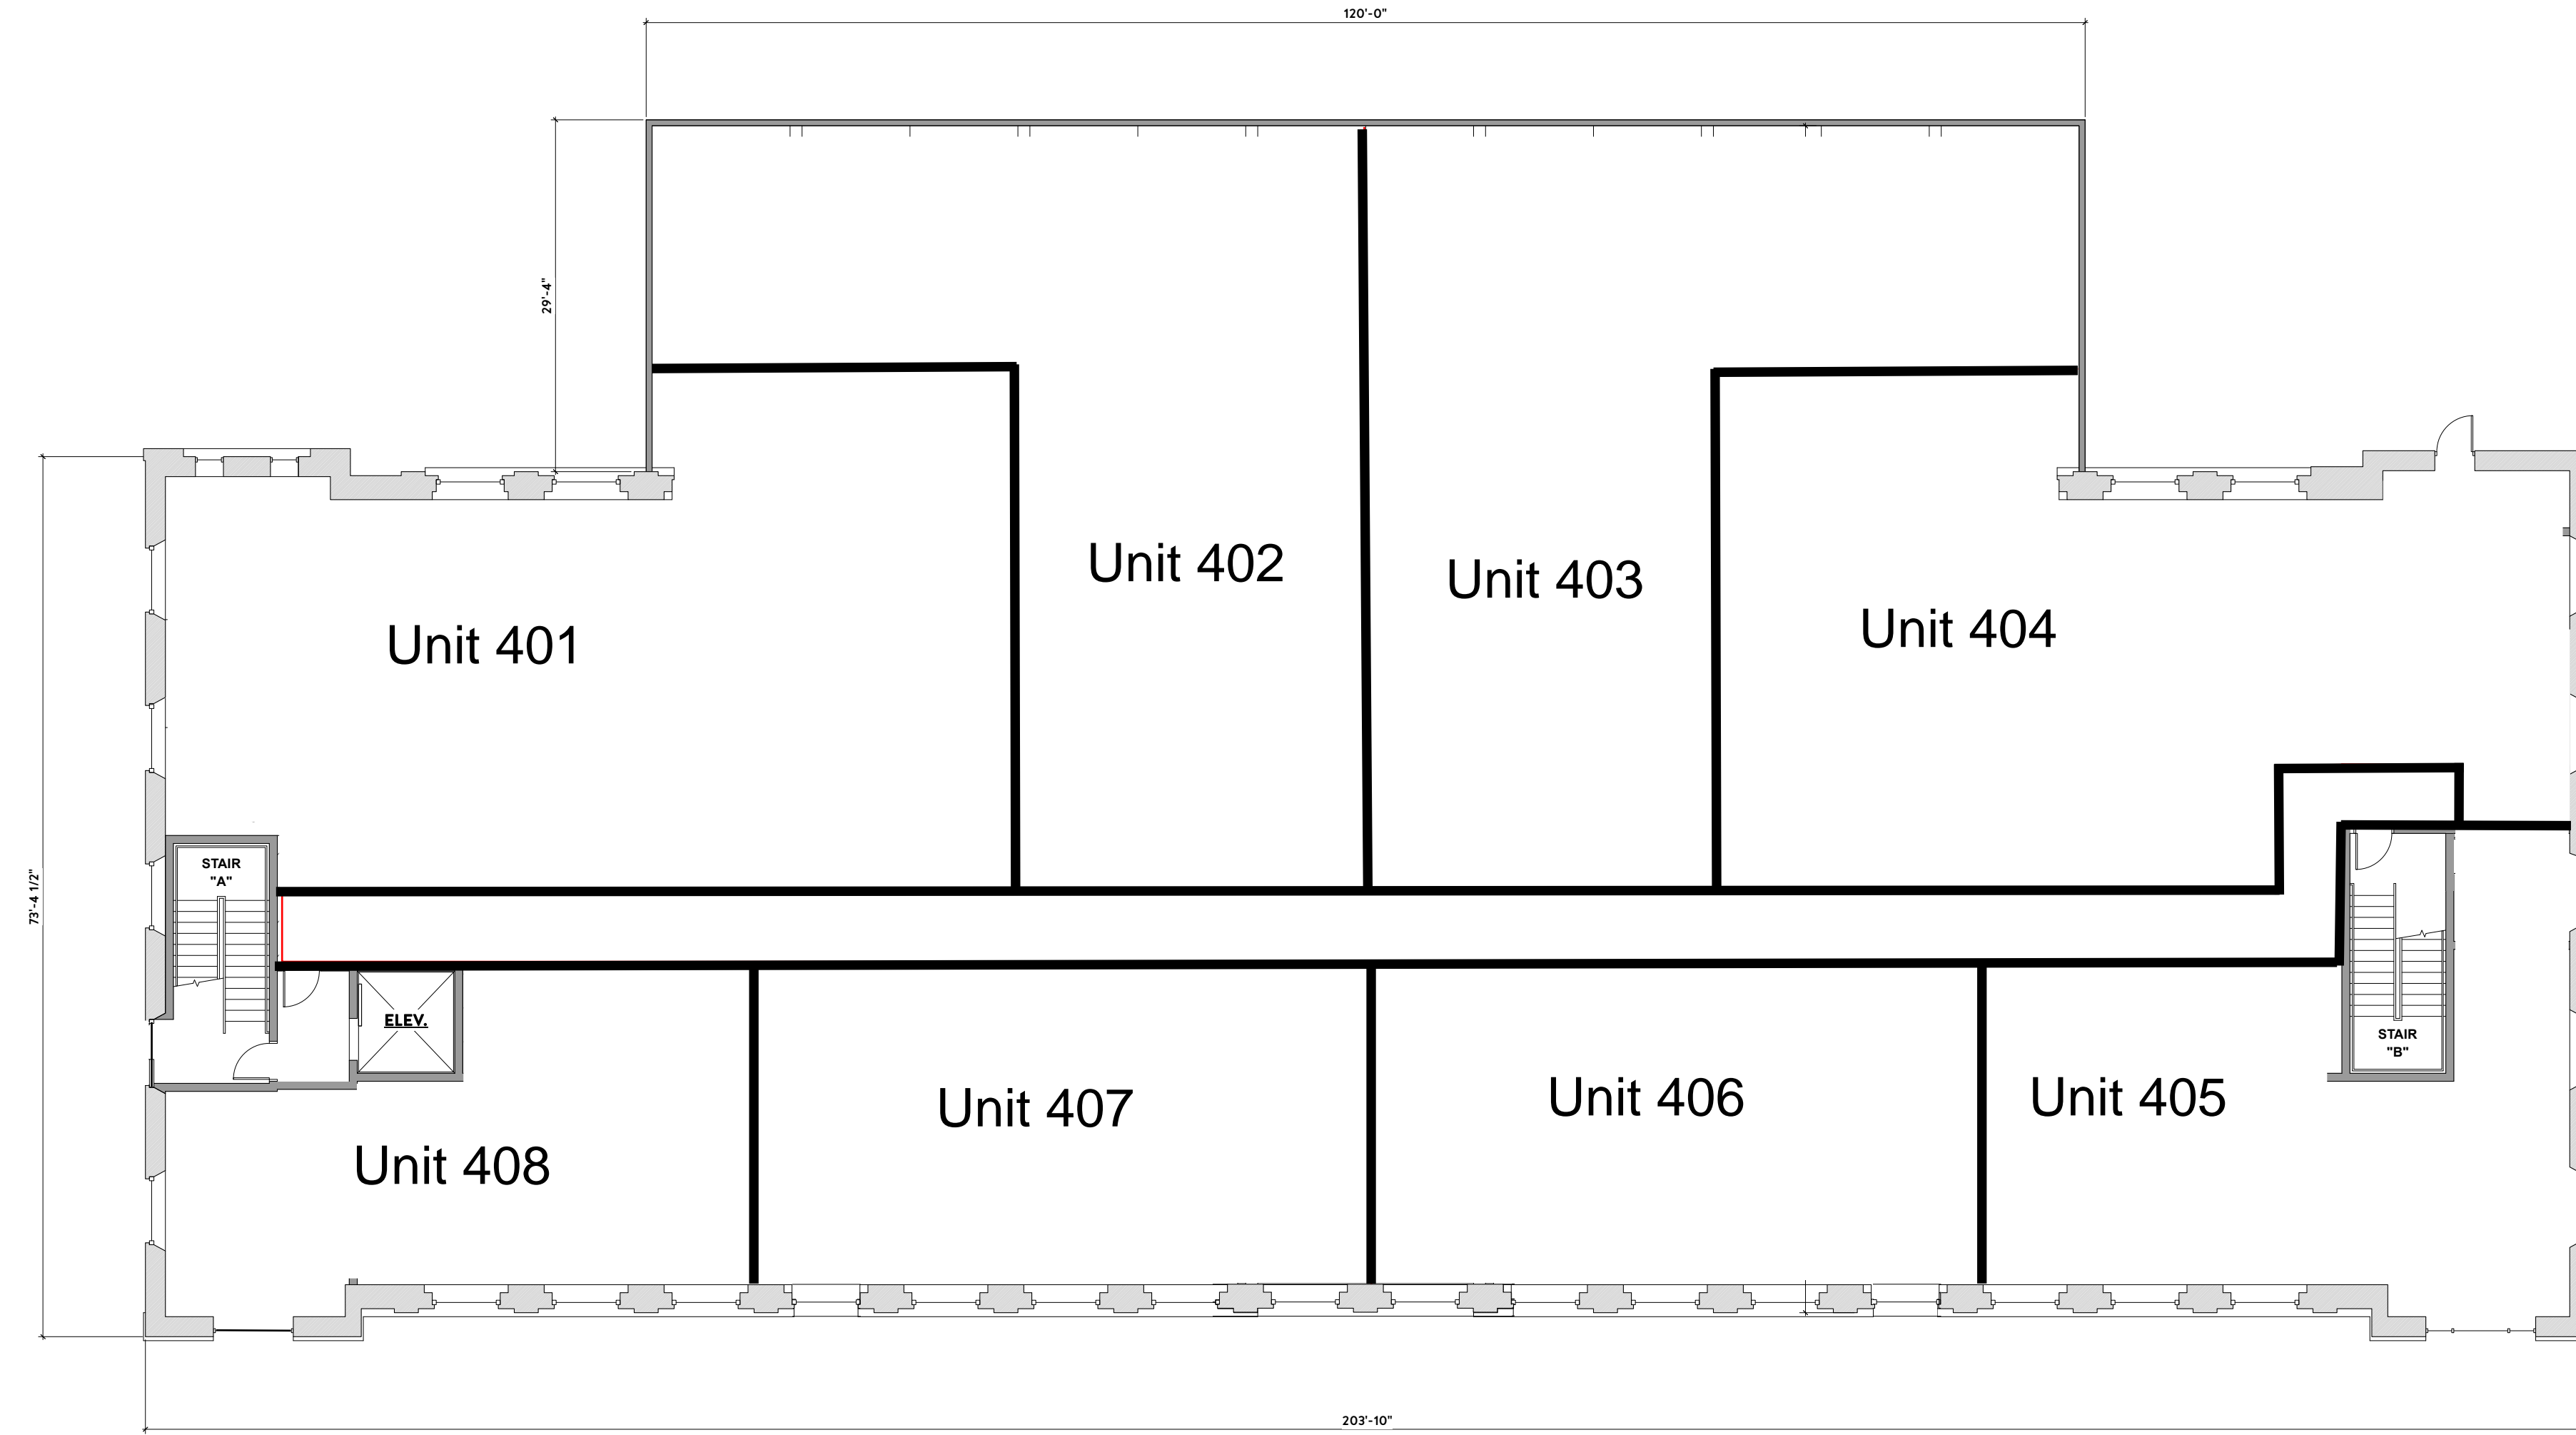 120'-0"
29'-4"
Unit 402
Unit 403
Unit 401
Unit 404
73'-4 1/2"
STAIR
"A"
ELEV.
STAIR
"B"
Unit 407
Unit 406
Unit 405
Unit 408
203'-10"